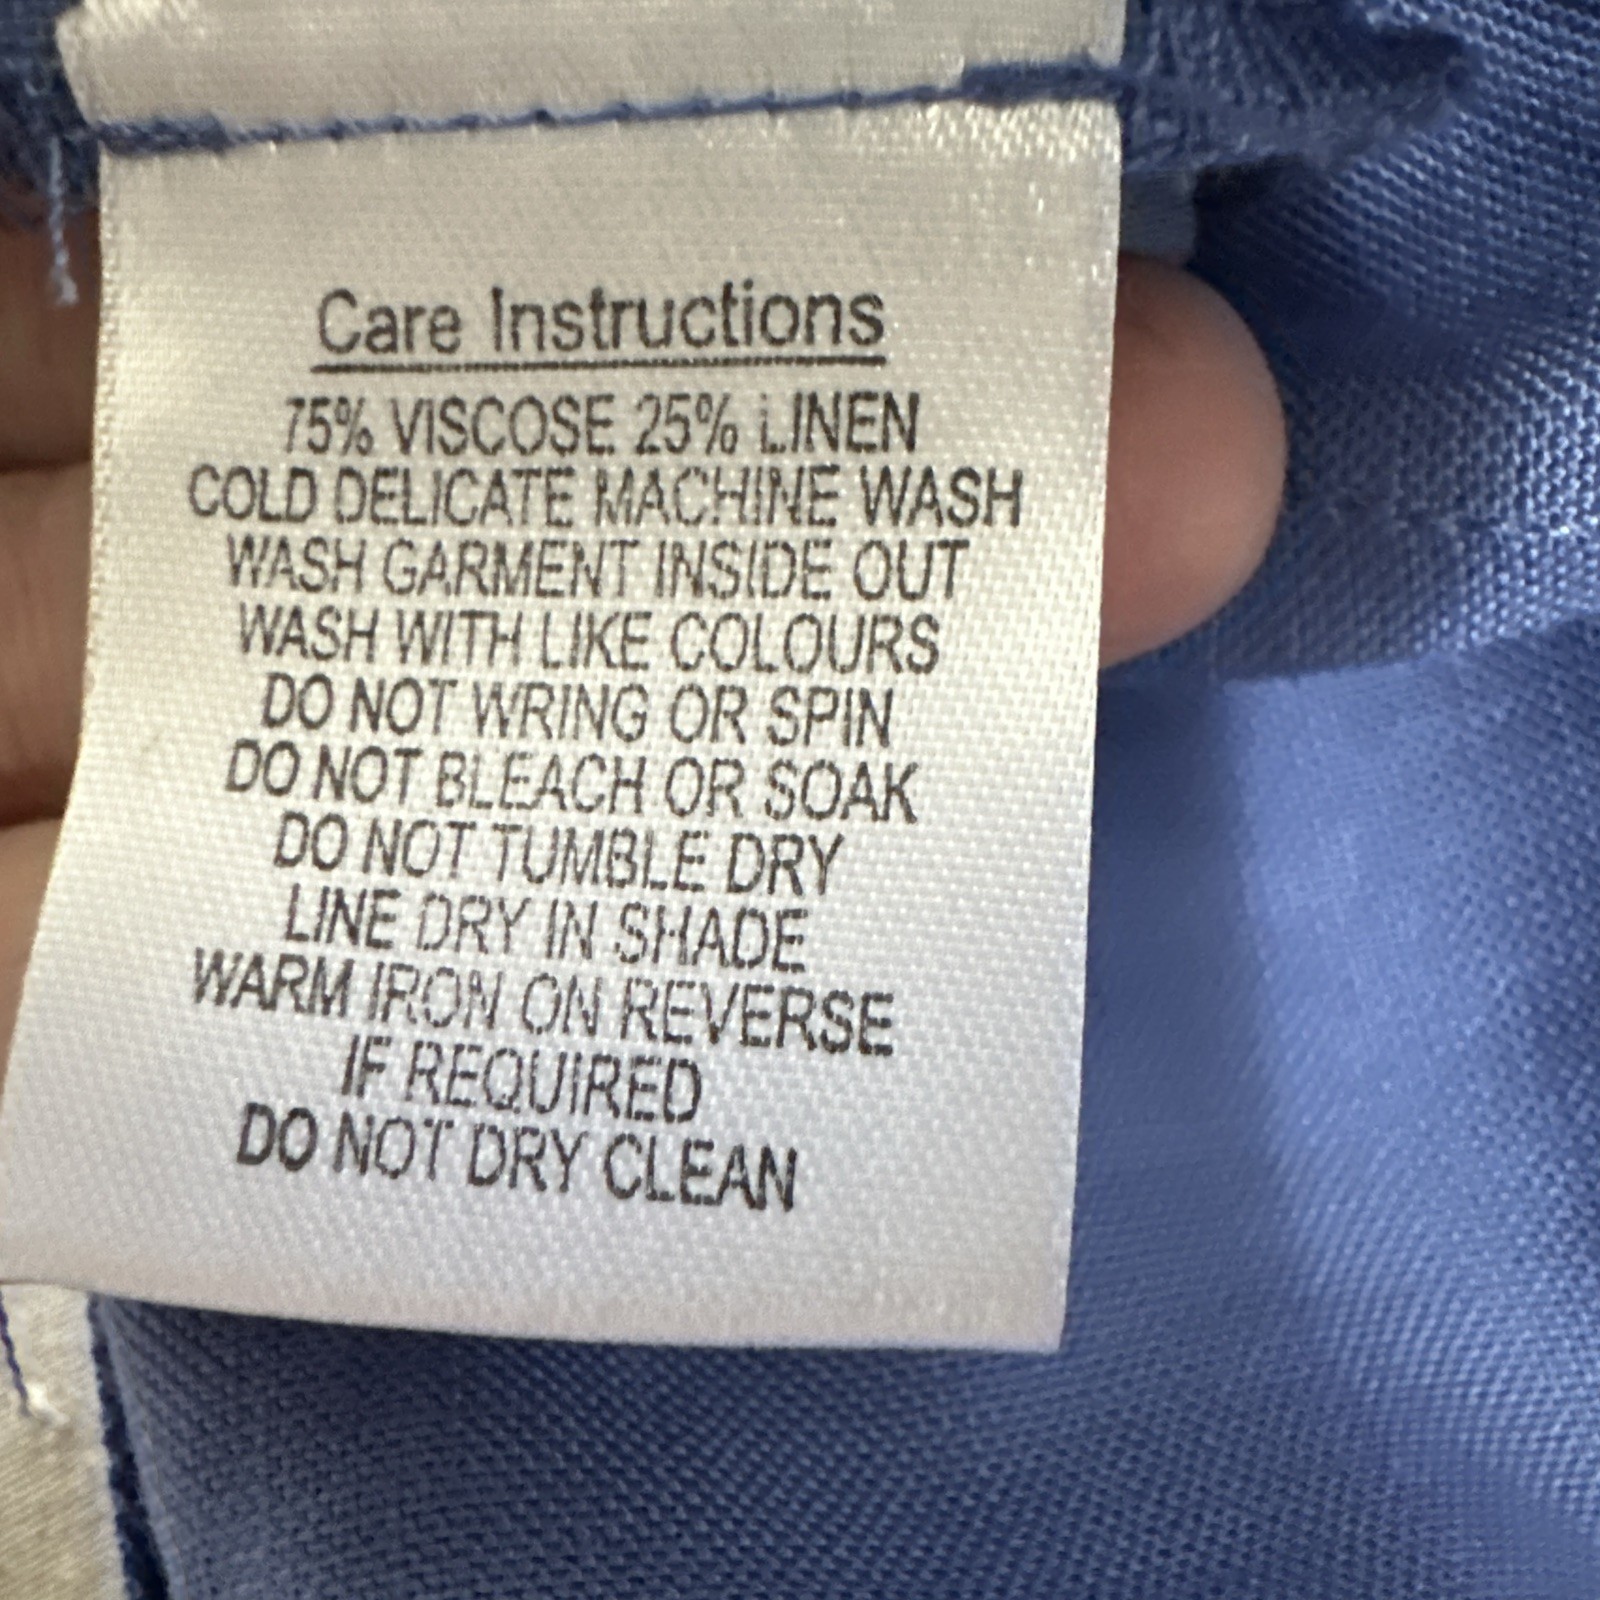 Care Instructions
75% VISCOSE 25% LINEN
COLD DELICATE MACHINE WASH
WASH GARMENT INSIDE OUT
WASH WITH LIKE COLOURS
DO NOT WRING OR SPIN
DO NOT BLEACH OR SOAK
DO NOT TUMBLE DRY
LINE DRY IN SHADE
WARM IRON ON REVERSE
IF REQUIRED
DO NOT DRY CLEAN